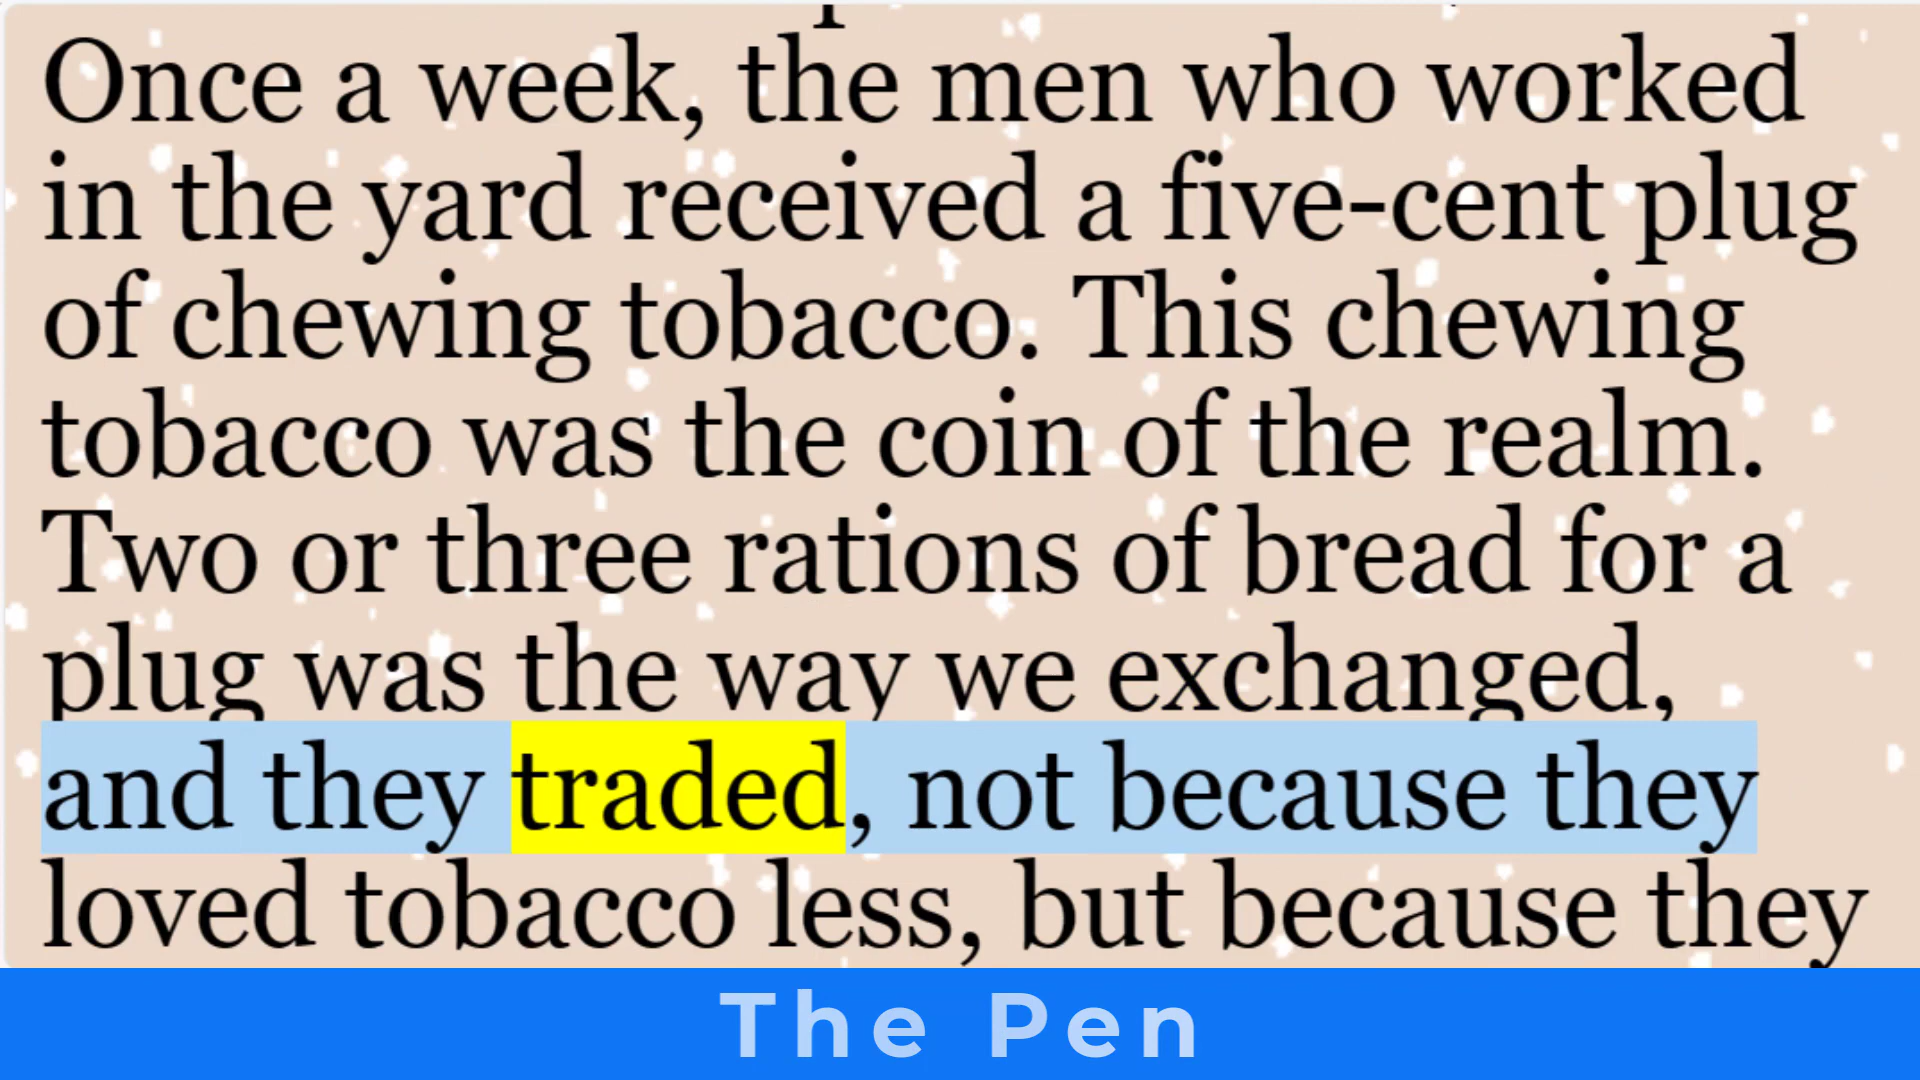 Once a week, the men who worked
in the yard received a five-cent plug
of chewing tobacco. This chewing
tobacco was the coin of the realm.
Two or three rations of bread for a
plug was the way we exchanged,
and they traded, not because they
loved tobacco less, but because they
The Pen